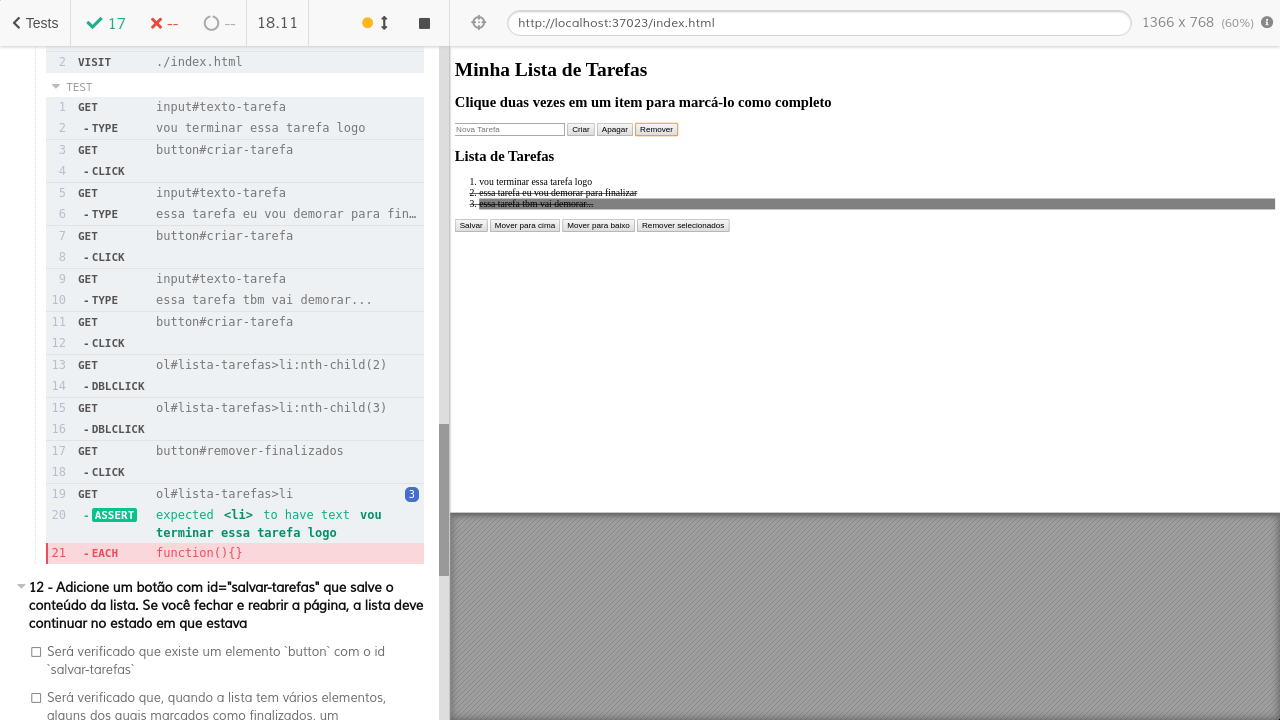 Tests
17
--
--
18.11
http://localhost:37023/index.html
1366 x 768 (60%)
2 VISIT ./index.html
TEST
1 GET input#texto-tarefa
2 - TYPE vou terminar essa tarefa logo
3 GET button#criar-tarefa
4 - CLICK
5 GET input#texto-tarefa
6 - TYPE essa tarefa eu vou demorar para fin…
7 GET button#criar-tarefa
8 - CLICK
9 GET input#texto-tarefa
10 - TYPE essa tarefa tbm vai demorar...
11 GET button#criar-tarefa
12 - CLICK
13 GET ol#lista-tarefas>li:nth-child(2)
14 - DBLCLICK
15 GET ol#lista-tarefas>li:nth-child(3)
16 - DBLCLICK
17 GET button#remover-finalizados
18 - CLICK
19 GET ol#lista-tarefas>li 3
20 - ASSERT expected <li> to have text vou
terminar essa tarefa logo
21 - EACH function(){}
12 - Adicione um botão com id="salvar-tarefas" que salve o
conteúdo da lista. Se você fechar e reabrir a página, a lista deve
continuar no estado em que estava
Será verificado que existe um elemento `button` com o id
`salvar-tarefas`
Será verificado que, quando a lista tem vários elementos,
alguns dos quais marcados como finalizados, um
Minha Lista de Tarefas
Clique duas vezes em um item para marcá-lo como completo
Nova Tarefa Criar Apagar Remover
Lista de Tarefas
1. vou terminar essa tarefa logo
2. essa tarefa eu vou demorar para finalizar
3. essa tarefa tbm vai demorar...
Salvar Mover para cima Mover para baixo Remover selecionados